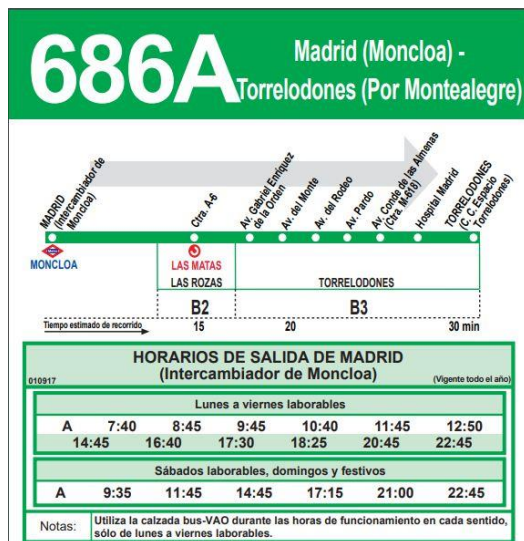 686A
Madrid (Moncloa) -
Torrelodones (Por Montealegre)
MADRID
(Intercambiador de
Moncloa)
Ctra. A-6
Av. Gabriel Enríquez
de la Orden
Av. del Monte
Av. del Rodeo
Av. Pardo
Av. Conde de las Almenas
(Ctra. M-618)
Hospital Madrid
TORRELODONES
(C. C. Espacio
Torrelodones)
MONCLOA
LAS MATAS
LAS ROZAS
TORRELODONES
B2
B3
Tiempo estimado de recorrido
15
20
30 min
HORARIOS DE SALIDA DE MADRID
(Intercambiador de Moncloa)
010917
(Vigente todo el año)
Lunes a viernes laborables
A 7:40 8:45 9:45 10:40 11:45 12:50
14:45 16:40 17:30 18:25 20:45 22:45
Sábados laborables, domingos y festivos
A 9:35 11:45 14:45 17:15 21:00 22:45
Notas:
Utiliza la calzada bus-VAO durante las horas de funcionamiento en cada sentido,
sólo de lunes a viernes laborables.